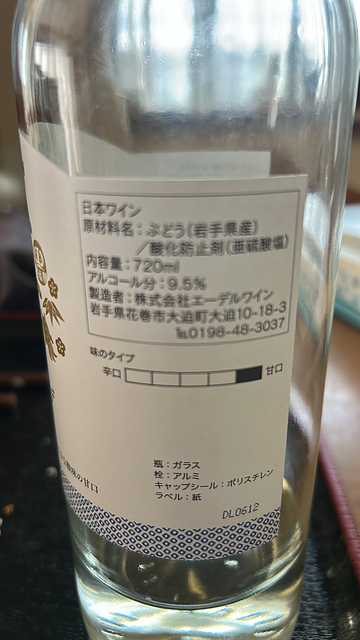 日本ワイン
原材料名：ぶどう(岩手県産)
／酸化防止剤(亜硫酸塩)
内容量：720ml
アルコール分：9.5%
製造者：株式会社エーデルワイン
岩手県花巻市大迫町大迫10-18-3
℡0198-48-3037
味のタイプ
辛口 甘口
の甘口
瓶：ガラス
栓：アルミ
キャップシール：ポリスチレン
ラベル：紙
DL0612